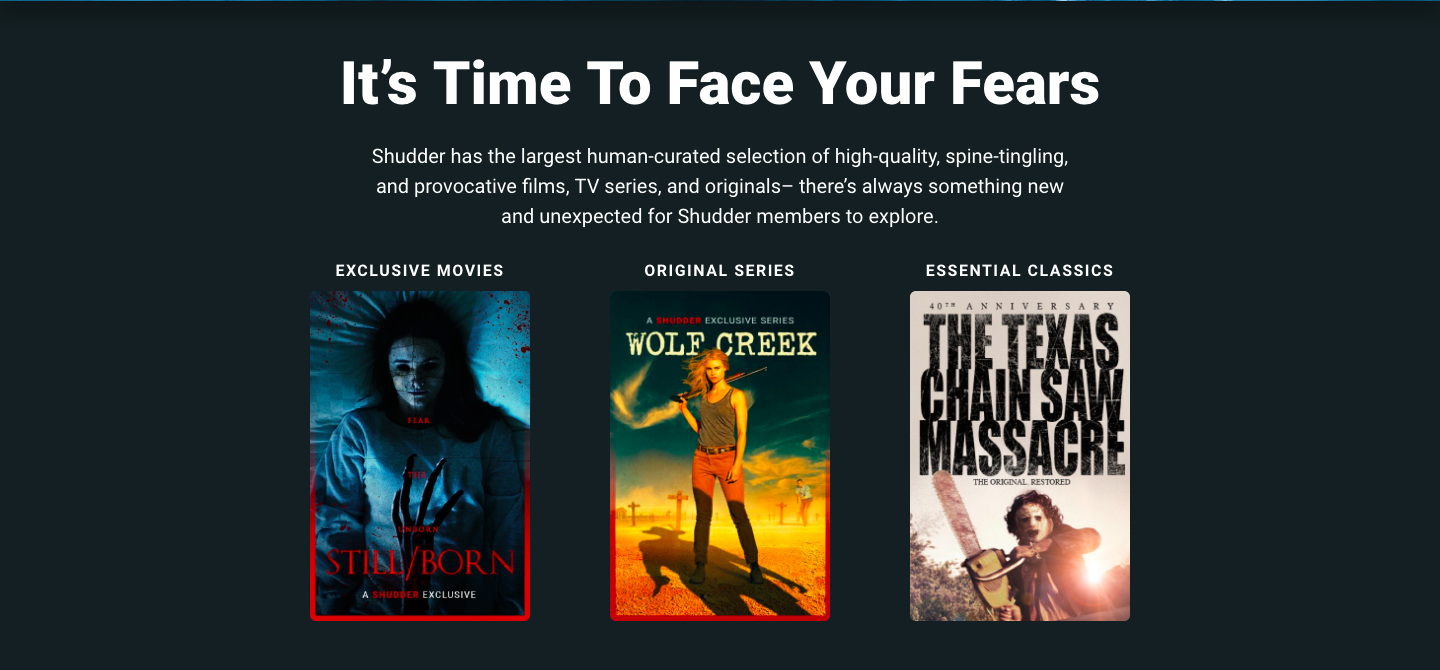 It’s Time To Face Your Fears
Shudder has the largest human-curated selection of high-quality, spine-tingling,
and provocative films, TV series, and originals– there’s always something new
and unexpected for Shudder members to explore.
EXCLUSIVE MOVIES
FEAR
THE
UNBORN
STILL/BORN
A SHUDDER EXCLUSIVE
ORIGINAL SERIES
A SHUDDER EXCLUSIVE SERIES
WOLF CREEK
ESSENTIAL CLASSICS
40TH ANNIVERSARY
THE TEXAS
CHAIN SAW
MASSACRE
THE ORIGINAL. RESTORED